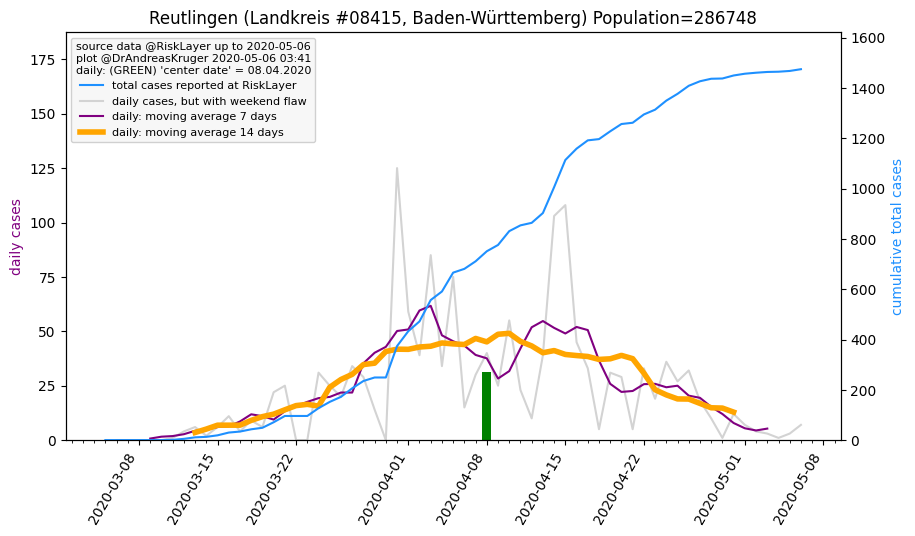 Reutlingen (Landkreis #08415, Baden-Württemberg) Population=286748
source data @RiskLayer up to 2020-05-06
plot @DrAndreasKruger 2020-05-06 03:41
daily: (GREEN) 'center date' = 08.04.2020
total cases reported at RiskLayer
daily cases, but with weekend flaw
daily: moving average 7 days
daily: moving average 14 days
daily cases
175
150
125
100
75
50
25
0
1600
1400
1200
1000
800
600
400
200
0
cumulative total cases
2020-03-08
2020-03-15
2020-03-22
2020-04-01
2020-04-08
2020-04-15
2020-04-22
2020-05-01
2020-05-08